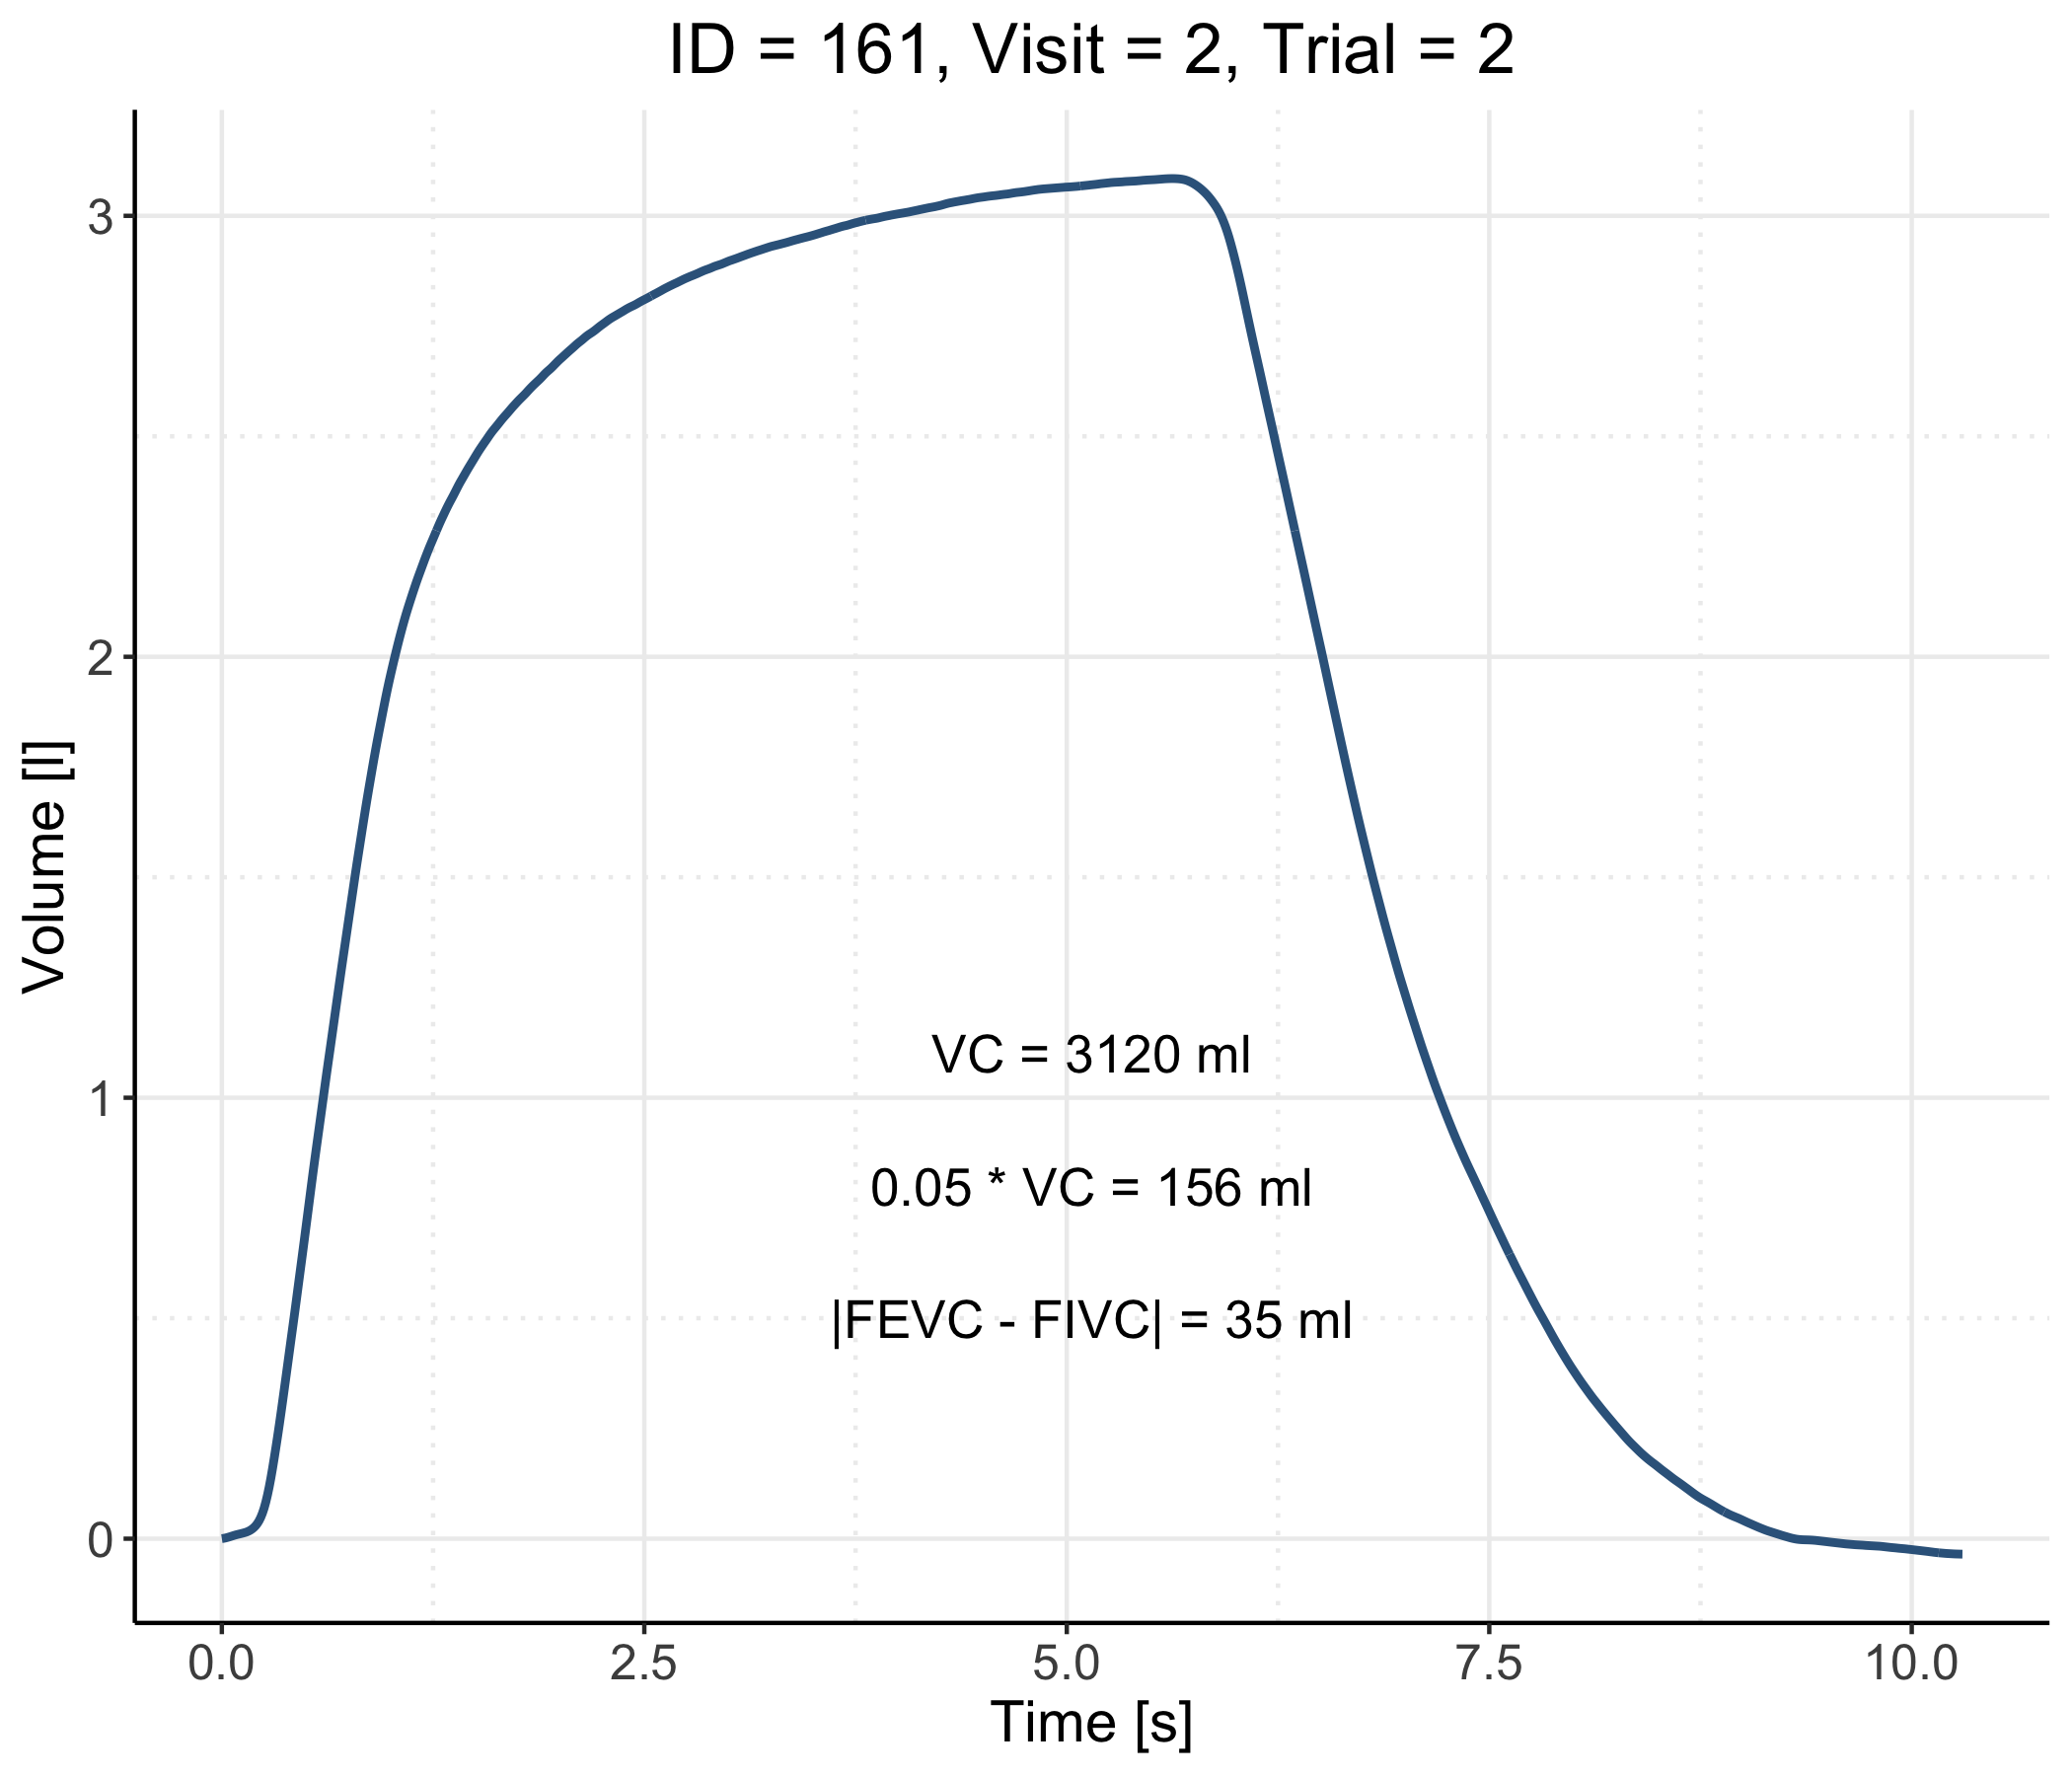 ID = 161, Visit = 2, Trial = 2
3
2
1
0
Volume [l]
VC = 3120 ml
0.05 * VC = 156 ml
|FEVC - FIVC| = 35 ml
0.0 2.5 5.0 7.5 10.0
Time [s]